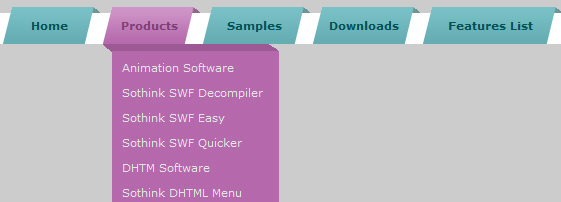 Home Products Samples Downloads Features List
Animation Software
Sothink SWF Decompiler
Sothink SWF Easy
Sothink SWF Quicker
DHTM Software
Sothink DHTML Menu